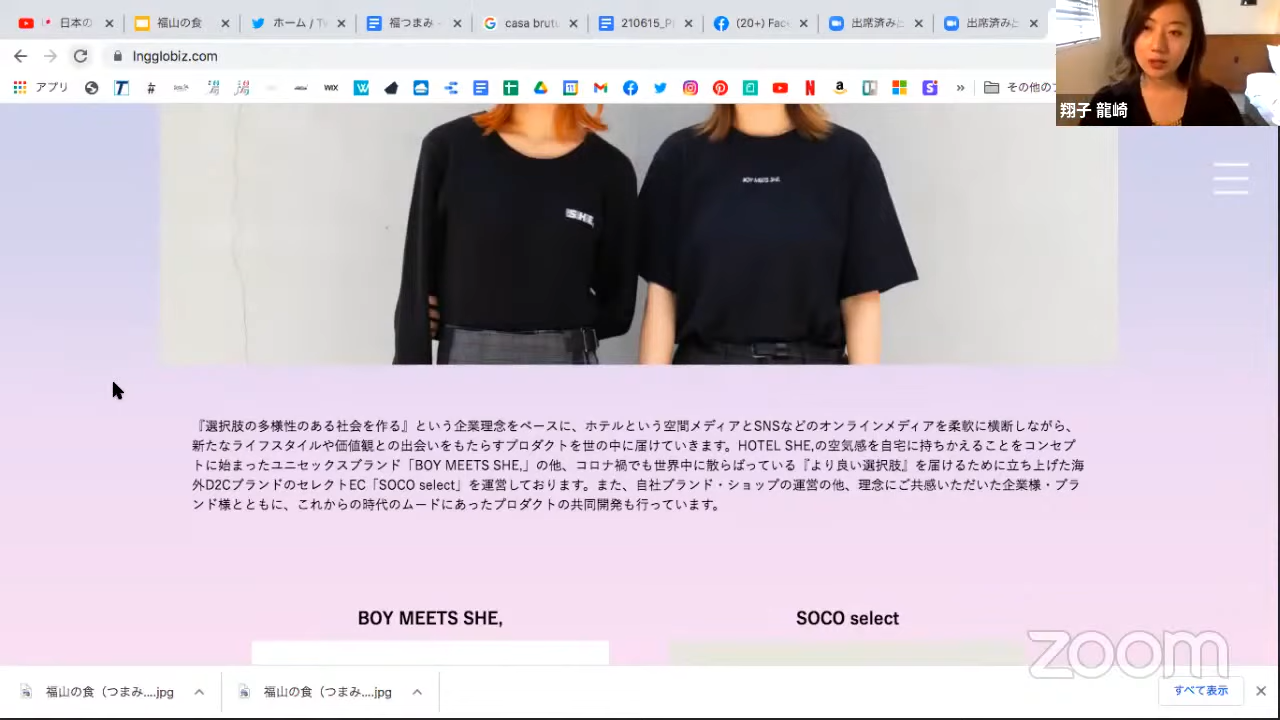 日本の
福山の食
ホーム / Tw
福つまみ -
casa brutu
210615_P
(20+) Face
出席済み
出席済み
lngglobiz.com
アプリ
WIX
その他の
翔子 龍崎
SHE,
BOY MEETS SHE,
『選択肢の多様性のある社会を作る』という企業理念をベースに、ホテルという空間メディアとSNSなどのオンラインメディアを柔軟に横断しながら、
新たなライフスタイルや価値観との出会いをもたらすプロダクトを世の中に届けていきます。HOTEL SHE,の空気感を自宅に持ちかえることをコンセプ
トに始まったユニセックスブランド「BOY MEETS SHE,」の他、コロナ禍でも世界中に散らばっている『より良い選択肢』を届けるために立ち上げた海
外D2CブランドのセレクトEC「SOCO select」を運営しております。また、自社ブランド・ショップの運営の他、理念にご共感いただいた企業様・ブラ
ンド様とともに、これからの時代のムードにあったプロダクトの共同開発も行っています。
BOY MEETS SHE,
SOCO select
zoom
福山の食（つまみ....jpg
福山の食（つまみ....jpg
すべて表示